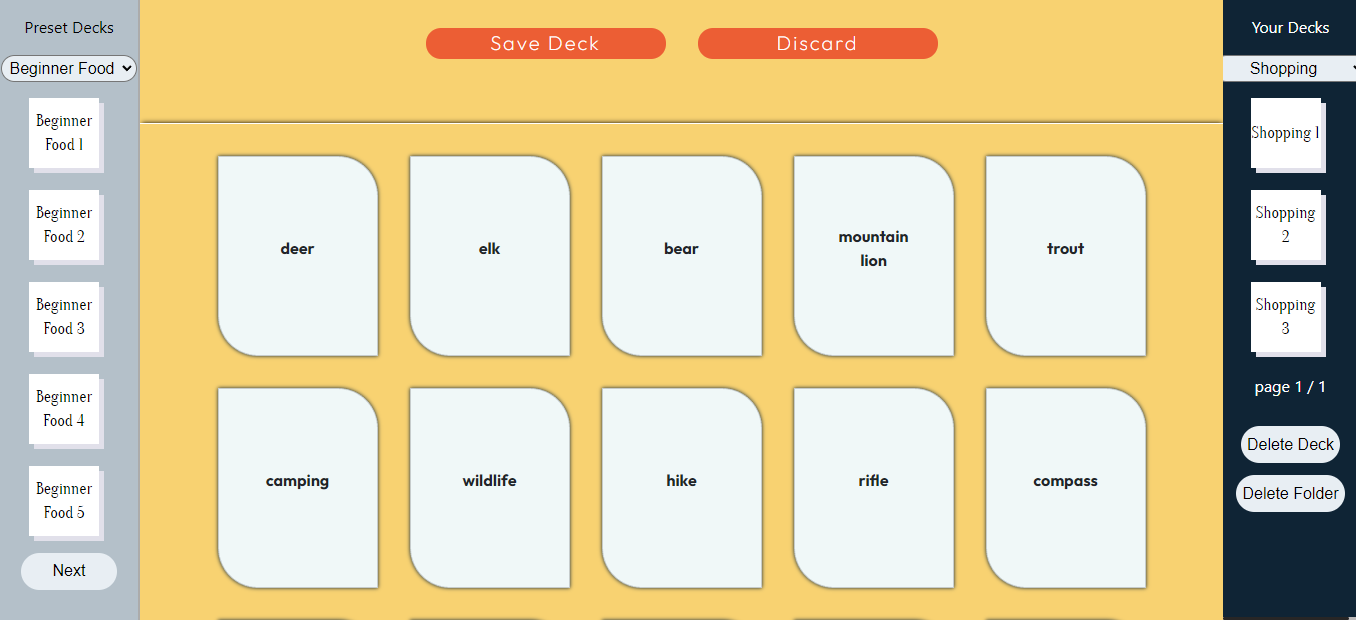 Preset Decks
Beginner Food
Beginner
Food 1
Beginner
Food 2
Beginner
Food 3
Beginner
Food 4
Beginner
Food 5
Next
Save Deck
Discard
deer
elk
bear
mountain
lion
trout
camping
wildlife
hike
rifle
compass
Your Decks
Shopping
Shopping 1
Shopping
2
Shopping
3
page 1 / 1
Delete Deck
Delete Folder